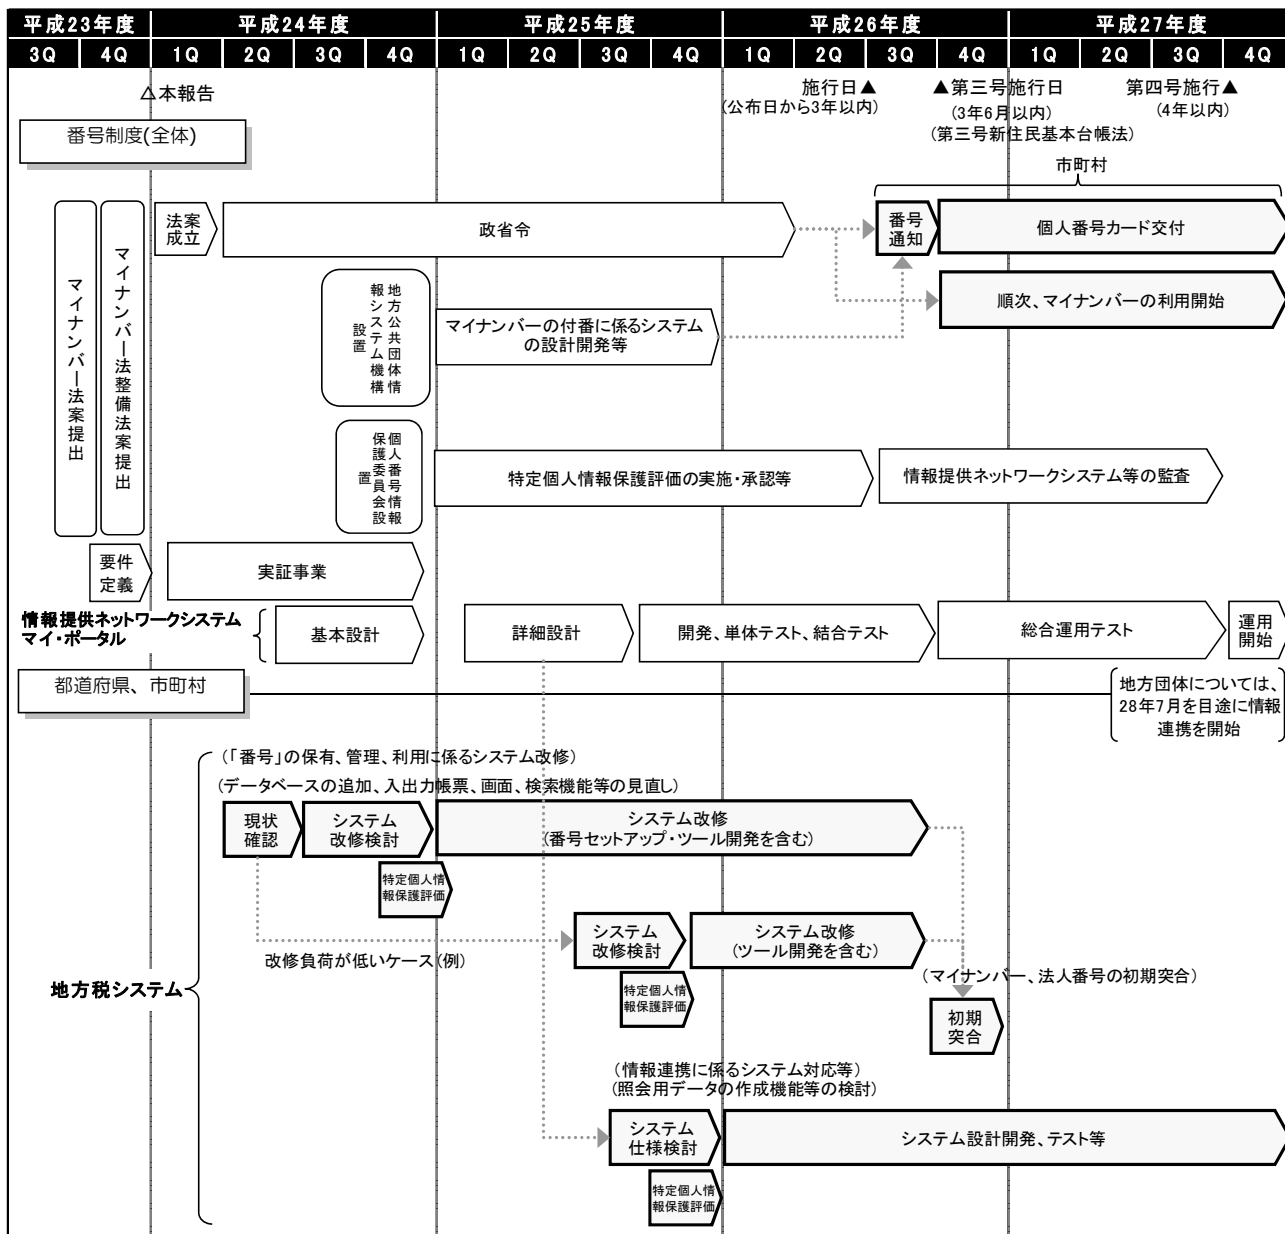 平成23年度 平成24年度 平成25年度 平成26年度 平成27年度
3Q 4Q 1Q 2Q 3Q 4Q 1Q 2Q 3Q 4Q 1Q 2Q 3Q 4Q 1Q 2Q 3Q 4Q
△本報告
施行日▲
(公布日から3年以内)
▲第三号施行日
(3年6月以内)
(第三号新住民基本台帳法)
第四号施行▲
(4年以内)
番号制度(全体)
市町村
マイナンバー法案提出
マイナンバー法整備法案提出
法案
成立
政省令
番号
通知
個人番号カード交付
順次、マイナンバーの利用開始
地方公共団体情
報システム機構
設置
マイナンバーの付番に係るシステム
の設計開発等
個人番号情報
保護委員会設
置
特定個人情報保護評価の実施・承認等
情報提供ネットワークシステム等の監査
要件
定義
実証事業
情報提供ネットワークシステム
マイ・ポータル
基本設計
詳細設計
開発、単体テスト、結合テスト
総合運用テスト
運用
開始
都道府県、市町村
地方団体については、
28年7月を目途に情報
連携を開始
(「番号」の保有、管理、利用に係るシステム改修)
(データベースの追加、入出力帳票、画面、検索機能等の見直し)
現状
確認
システム
改修検討
システム改修
(番号セットアップ・ツール開発を含む)
特定個人情
報保護評価
システム
改修検討
システム改修
(ツール開発を含む)
改修負荷が低いケース(例)
特定個人情
報保護評価
(マイナンバー、法人番号の初期突合)
地方税システム
初期
突合
(情報連携に係るシステム対応等)
(照会用データの作成機能等の検討)
システム
仕様検討
システム設計開発、テスト等
特定個人情
報保護評価